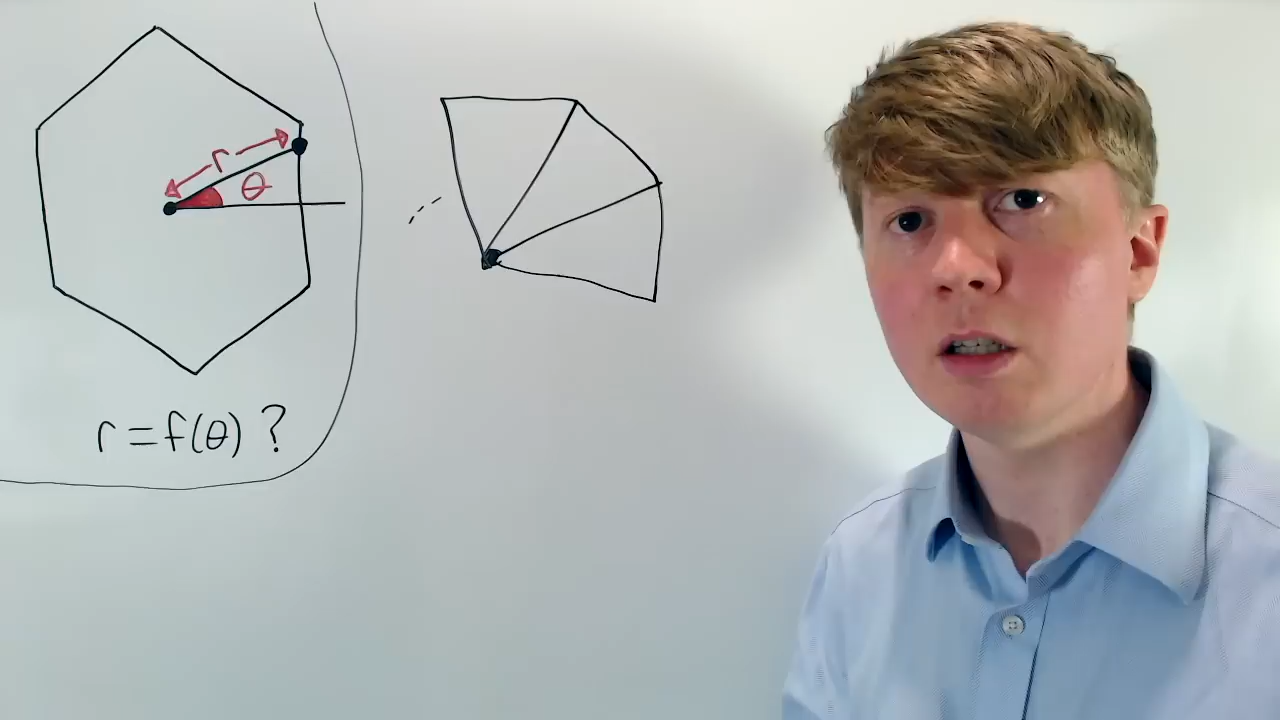 r
θ
r = f(θ) ?